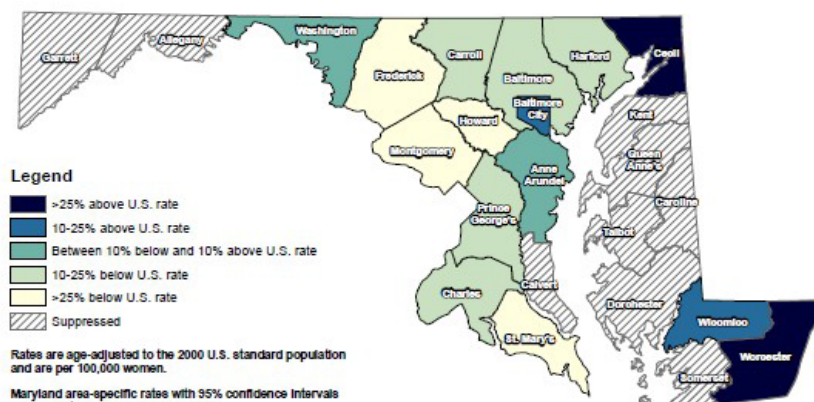 Garrett
Allegany
Washington
Frederick
Carroll
Baltimore
Harford
Cecil
Baltimore
City
Howard
Montgomery
Kent
Queen
Anne's
Anne
Arundel
Caroline
Prince
George's
Talbot
Calvert
Charles
Dorchester
St. Mary's
Wicomico
Worcester
Somerset
Legend
>25% above U.S. rate
10-25% above U.S. rate
Between 10% below and 10% above U.S. rate
10-25% below U.S. rate
>25% below U.S. rate
Suppressed
Rates are age-adjusted to the 2000 U.S. standard population
and are per 100,000 women.
Maryland area-specific rates with 95% confidence intervals